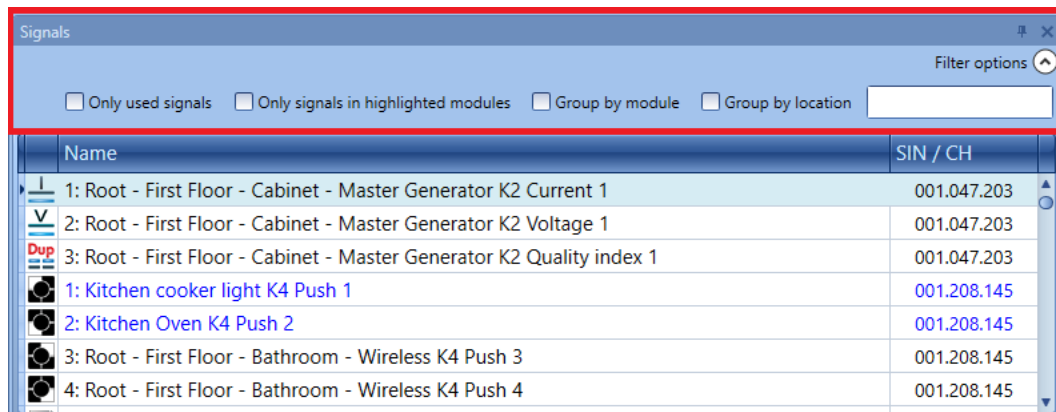 Signals
Filter options
Only used signals Only signals in highlighted modules Group by module Group by location
Name SIN / CH
1: Root - First Floor - Cabinet - Master Generator K2 Current 1 001.047.203
V 2: Root - First Floor - Cabinet - Master Generator K2 Voltage 1 001.047.203
Dup 3: Root - First Floor - Cabinet - Master Generator K2 Quality index 1 001.047.203
1: Kitchen cooker light K4 Push 1 001.208.145
2: Kitchen Oven K4 Push 2 001.208.145
3: Root - First Floor - Bathroom - Wireless K4 Push 3 001.208.145
4: Root - First Floor - Bathroom - Wireless K4 Push 4 001.208.145